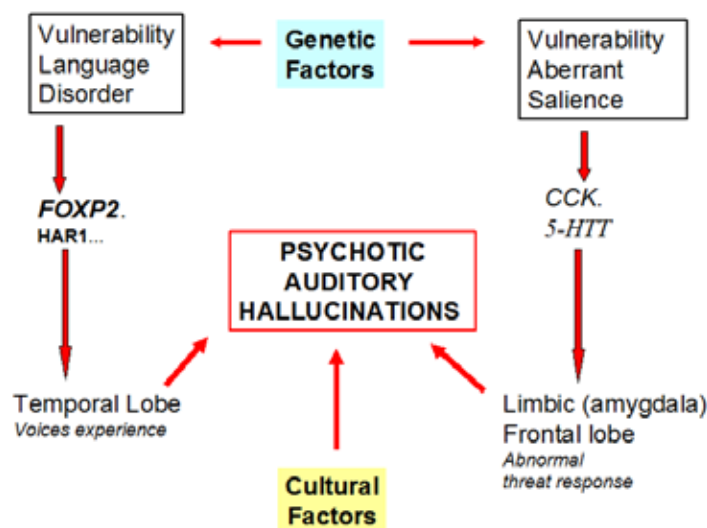 Vulnerability
Language
Disorder
Genetic
Factors
Vulnerability
Aberrant
Salience
FOXP2.
HAR1...
CCK.
5-HTT
PSYCHOTIC
AUDITORY
HALLUCINATIONS
Temporal Lobe
Voices experience
Limbic (amygdala)
Frontal lobe
Abnormal
threat response
Cultural
Factors